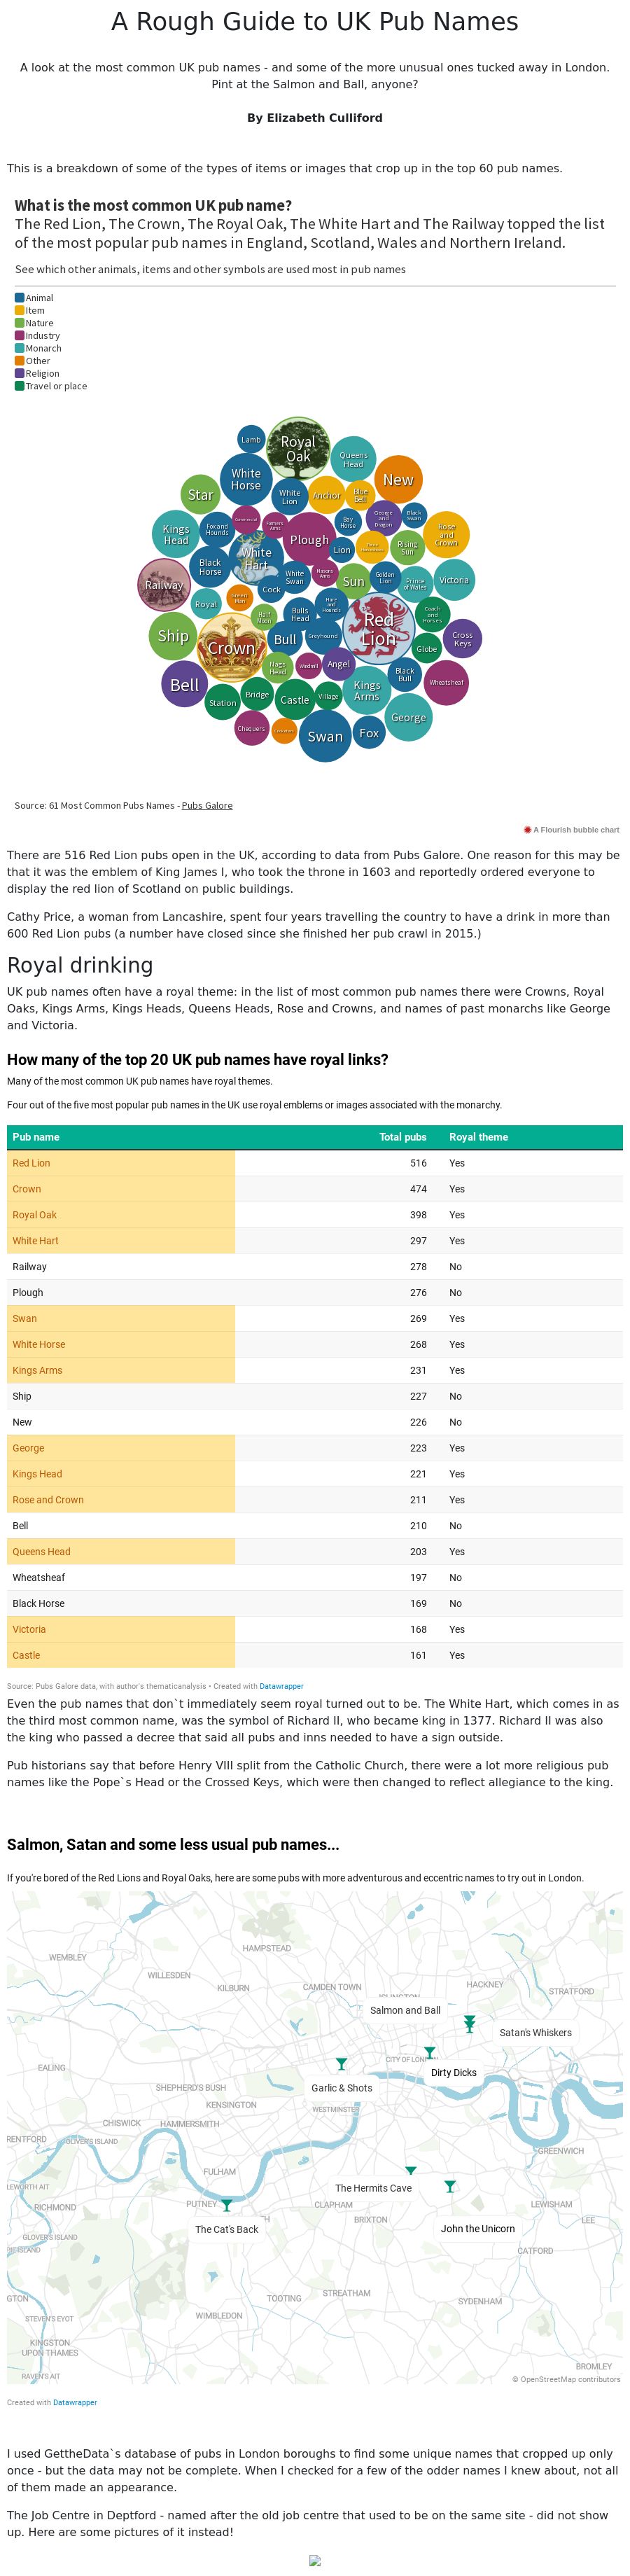 A Rough Guide to UK Pub Names
A look at the most common UK pub names - and some of the more unusual ones tucked away in London.
Pint at the Salmon and Ball, anyone?
By Elizabeth Culliford
This is a breakdown of some of the types of items or images that crop up in the top 60 pub names.
What is the most common UK pub name?
The Red Lion, The Crown, The Royal Oak, The White Hart and The Railway topped the list
of the most popular pub names in England, Scotland, Wales and Northern Ireland.
See which other animals, items and other symbols are used most in pub names
Animal
Item
Nature
Industry
Monarch
Other
Religion
Travel or place
Lamb
Royal
Oak
Queens
Head
White
Horse
New
Star
White
Lion
Anchor
Blue
Bell
Kings
Head
Fox and
Hounds
Commercial
Farmers
Arms
Plough
Bay
Horse
George
and
Dragon
Black
Swan
Rose
and
Crown
White
Hart
Lion
Three
Horseshoes
Rising
Sun
Railway
Black
Horse
White
Swan
Masons
Arms
Sun
Golden
Lion
Prince
of Wales
Victoria
Cock
Royal
Green
Man
Half
Moon
Bulls
Head
Hare
and
Hounds
Red
Lion
Coach
and
Horses
Ship
Crown
Bull
Greyhound
Globe
Cross
Keys
Bell
Nags
Head
Windmill
Angel
Black
Bull
Wheatsheaf
Station
Bridge
Castle
Village
Kings
Arms
George
Chequers
Swan
Fox
Source: 61 Most Common Pubs Names - Pubs Galore
A Flourish bubble chart
There are 516 Red Lion pubs open in the UK, according to data from Pubs Galore. One reason for this may be
that it was the emblem of King James I, who took the throne in 1603 and reportedly ordered everyone to
display the red lion of Scotland on public buildings.
Cathy Price, a woman from Lancashire, spent four years travelling the country to have a drink in more than
600 Red Lion pubs (a number have closed since she finished her pub crawl in 2015.)
Royal drinking
UK pub names often have a royal theme: in the list of most common pub names there were Crowns, Royal
Oaks, Kings Arms, Kings Heads, Queens Heads, Rose and Crowns, and names of past monarchs like George
and Victoria.
How many of the top 20 UK pub names have royal links?
Many of the most common UK pub names have royal themes.
Four out of the five most popular pub names in the UK use royal emblems or images associated with the monarchy.
Pub name Total pubs Royal theme
Red Lion 516 Yes
Crown 474 Yes
Royal Oak 398 Yes
White Hart 297 Yes
Railway 278 No
Plough 276 No
Swan 269 Yes
White Horse 268 Yes
Kings Arms 231 Yes
Ship 227 No
New 226 No
George 223 Yes
Kings Head 221 Yes
Rose and Crown 211 Yes
Bell 210 No
Queens Head 203 Yes
Wheatsheaf 197 No
Black Horse 169 No
Victoria 168 Yes
Castle 161 Yes
Source: Pubs Galore data, with author's thematicanalysis • Created with Datawrapper
Even the pub names that don`t immediately seem royal turned out to be. The White Hart, which comes in as
the third most common name, was the symbol of Richard II, who became king in 1377. Richard II was also
the king who passed a decree that said all pubs and inns needed to have a sign outside.
Pub historians say that before Henry VIII split from the Catholic Church, there were a lot more religious pub
names like the Pope`s Head or the Crossed Keys, which were then changed to reflect allegiance to the king.
Salmon, Satan and some less usual pub names...
If you're bored of the Red Lions and Royal Oaks, here are some pubs with more adventurous and eccentric names to try out in London.
HAMPSTEAD
WEMBLEY
WILLESDEN
KILBURN
CAMDEN TOWN
HACKNEY
STRATFORD
ISLINGTON
Salmon and Ball
Satan's Whiskers
CITY OF LONDON
EALING
Dirty Dicks
SHEPHERD'S BUSH
Garlic & Shots
KENSINGTON
WESTMINSTER
CHISWICK
HAMMERSMITH
BRENTFORD
OLIVER'S ISLAND
GREENWICH
FULHAM
The Hermits Cave
RICHMOND
PUTNEY
CLAPHAM
LEWISHAM
BRIXTON
LEE
The Cat's Back
John the Unicorn
GLOVER'S ISLAND
CATFORD
STREATHAM
TOOTING
SYDENHAM
WIMBLEDON
STEVEN'S EYOT
KINGSTON
UPON THAMES
BROMLEY
RAVEN'S AIT
© OpenStreetMap contributors
Created with Datawrapper
I used GettheData`s database of pubs in London boroughs to find some unique names that cropped up only
once - but the data may not be complete. When I checked for a few of the odder names I knew about, not all
of them made an appearance.
The Job Centre in Deptford - named after the old job centre that used to be on the same site - did not show
up. Here are some pictures of it instead!